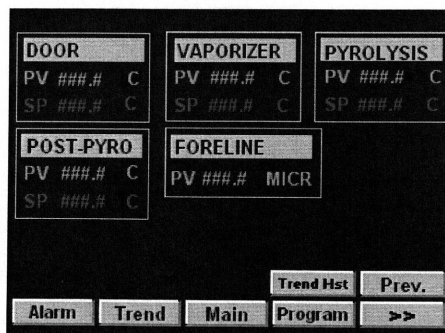 DOOR
PV ###.# C
SP ###.# C
VAPORIZER
PV ###.# C
SP ###.# C
PYROLYSIS
PV ###.# C
SP ###.# C
POST-PYRO
PV ###.# C
SP ###.# C
FORELINE
PV ###.# MICR
Trend Hst
Prev.
Alarm
Trend
Main
Program
>>